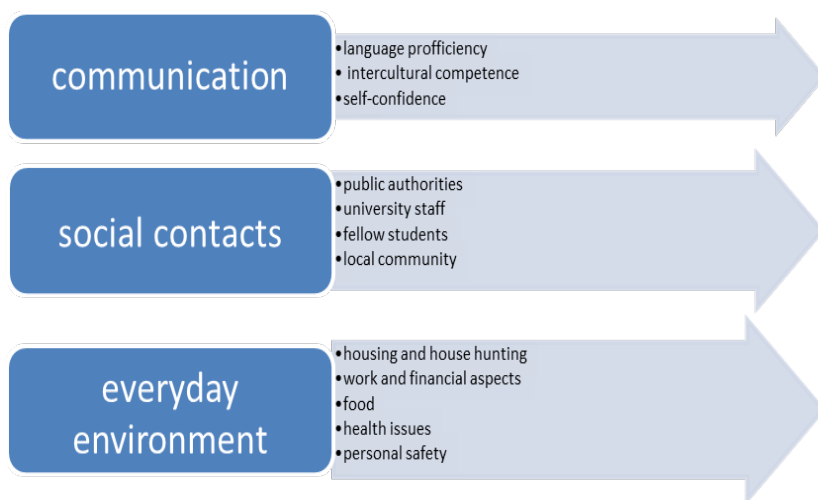 communication
•language profficiency
• intercultural competence
•self-confidence
social contacts
•public authorities
•university staff
•fellow students
•local community
everyday
environment
•housing and house hunting
•work and financial aspects
•food
•health issues
•personal safety